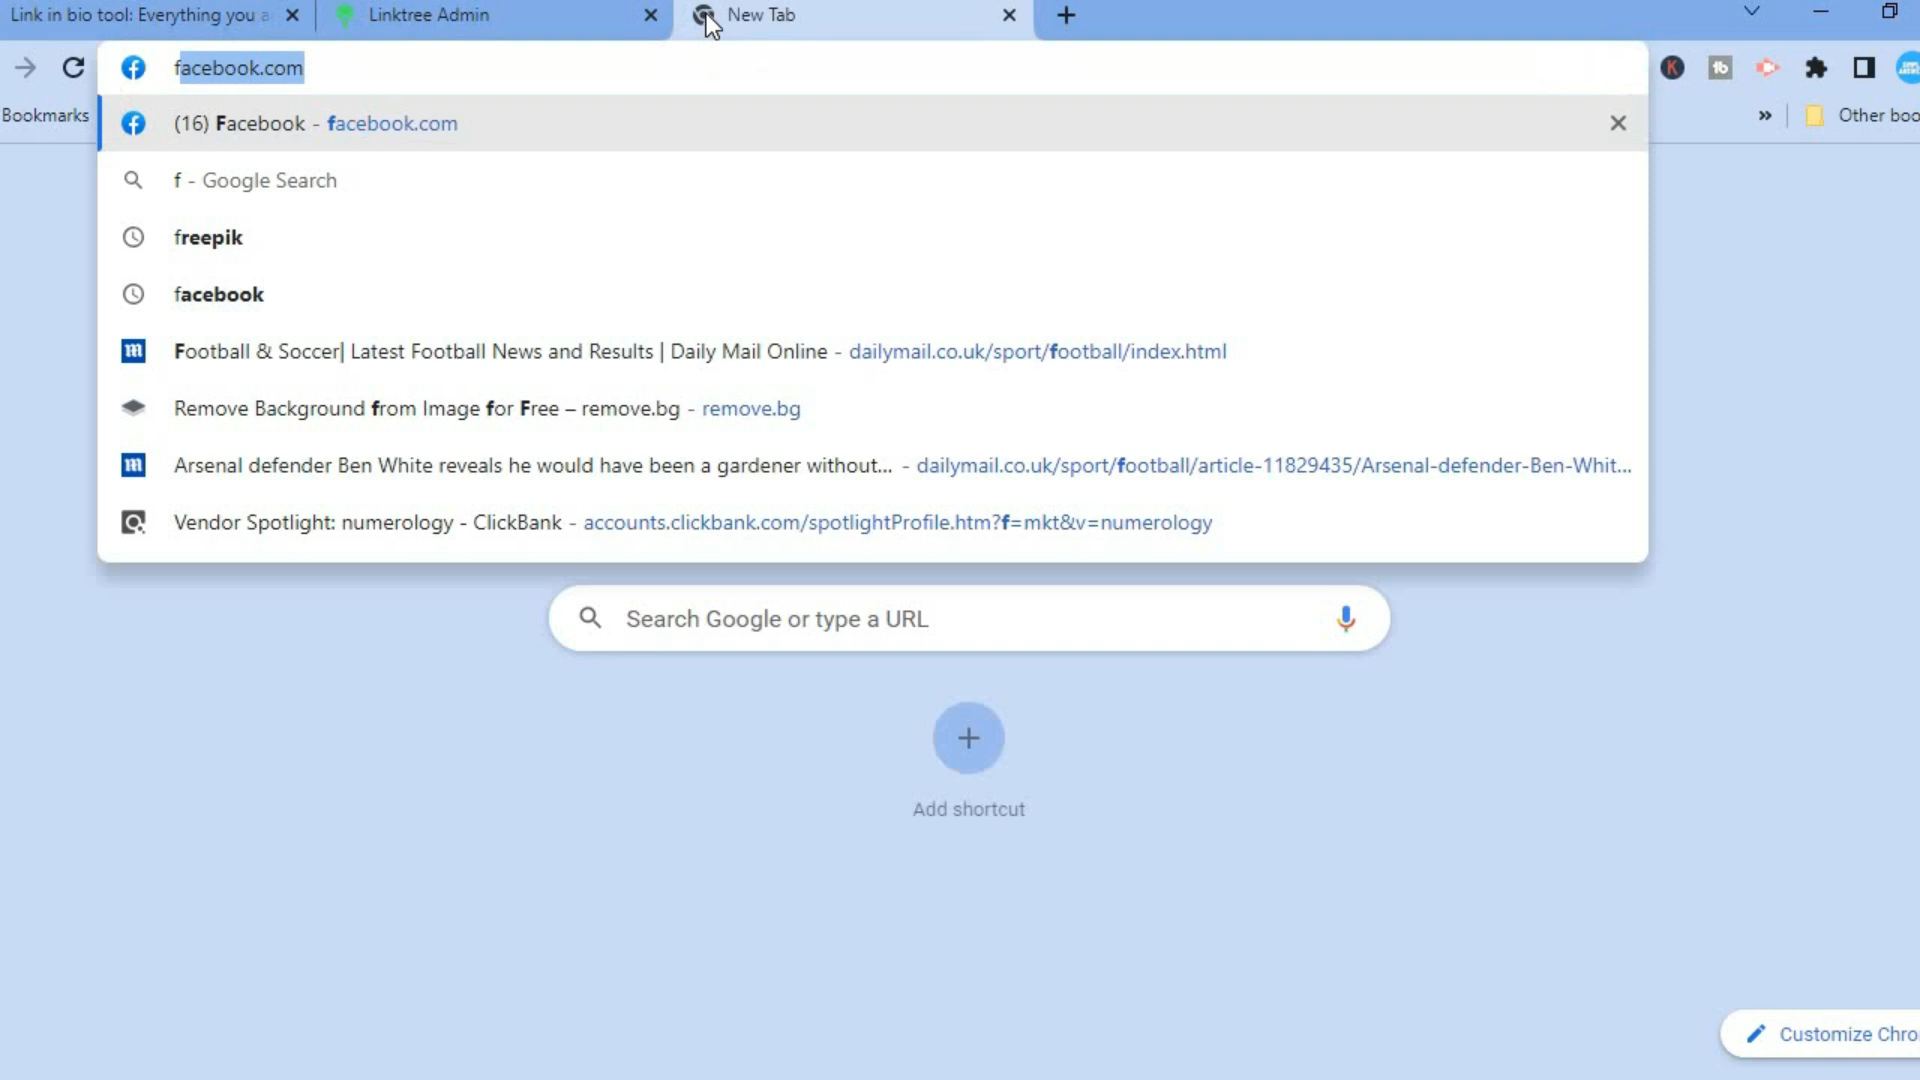 Link in bio tool: Everything you a
Linktree Admin
New Tab
facebook.com
Bookmarks
Other boo
(16) Facebook - facebook.com
f - Google Search
freepik
facebook
Football & Soccer| Latest Football News and Results | Daily Mail Online - dailymail.co.uk/sport/football/index.html
Remove Background from Image for Free – remove.bg - remove.bg
Arsenal defender Ben White reveals he would have been a gardener without... - dailymail.co.uk/sport/football/article-11829435/Arsenal-defender-Ben-Whit...
Vendor Spotlight: numerology - ClickBank - accounts.clickbank.com/spotlightProfile.htm?f=mkt&v=numerology
Search Google or type a URL
Add shortcut
Customize Chro